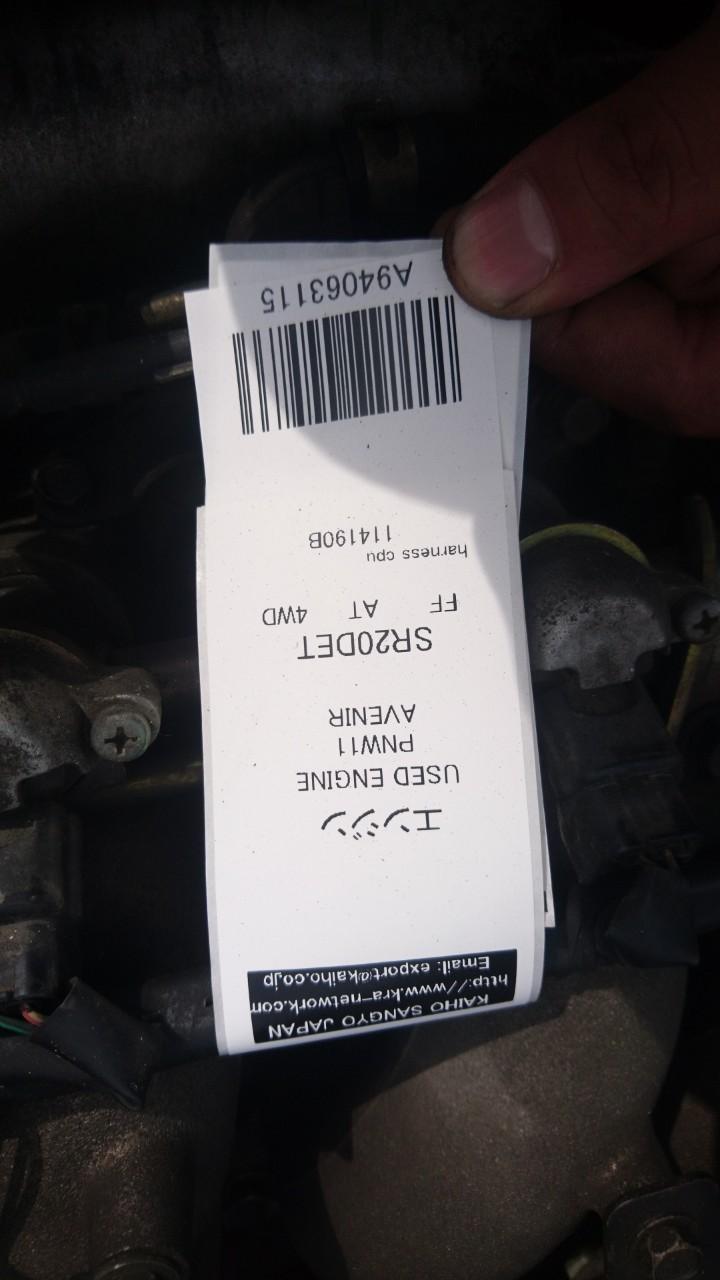 KAIHO SANGYO JAPAN
http://www.kra-network.com
Email: export@kaiho.co.jp
エンジン
USED ENGINE
PNW11
AVENIR
SR20DET
FF AT 4WD
harness cpu
114190B
A94063115